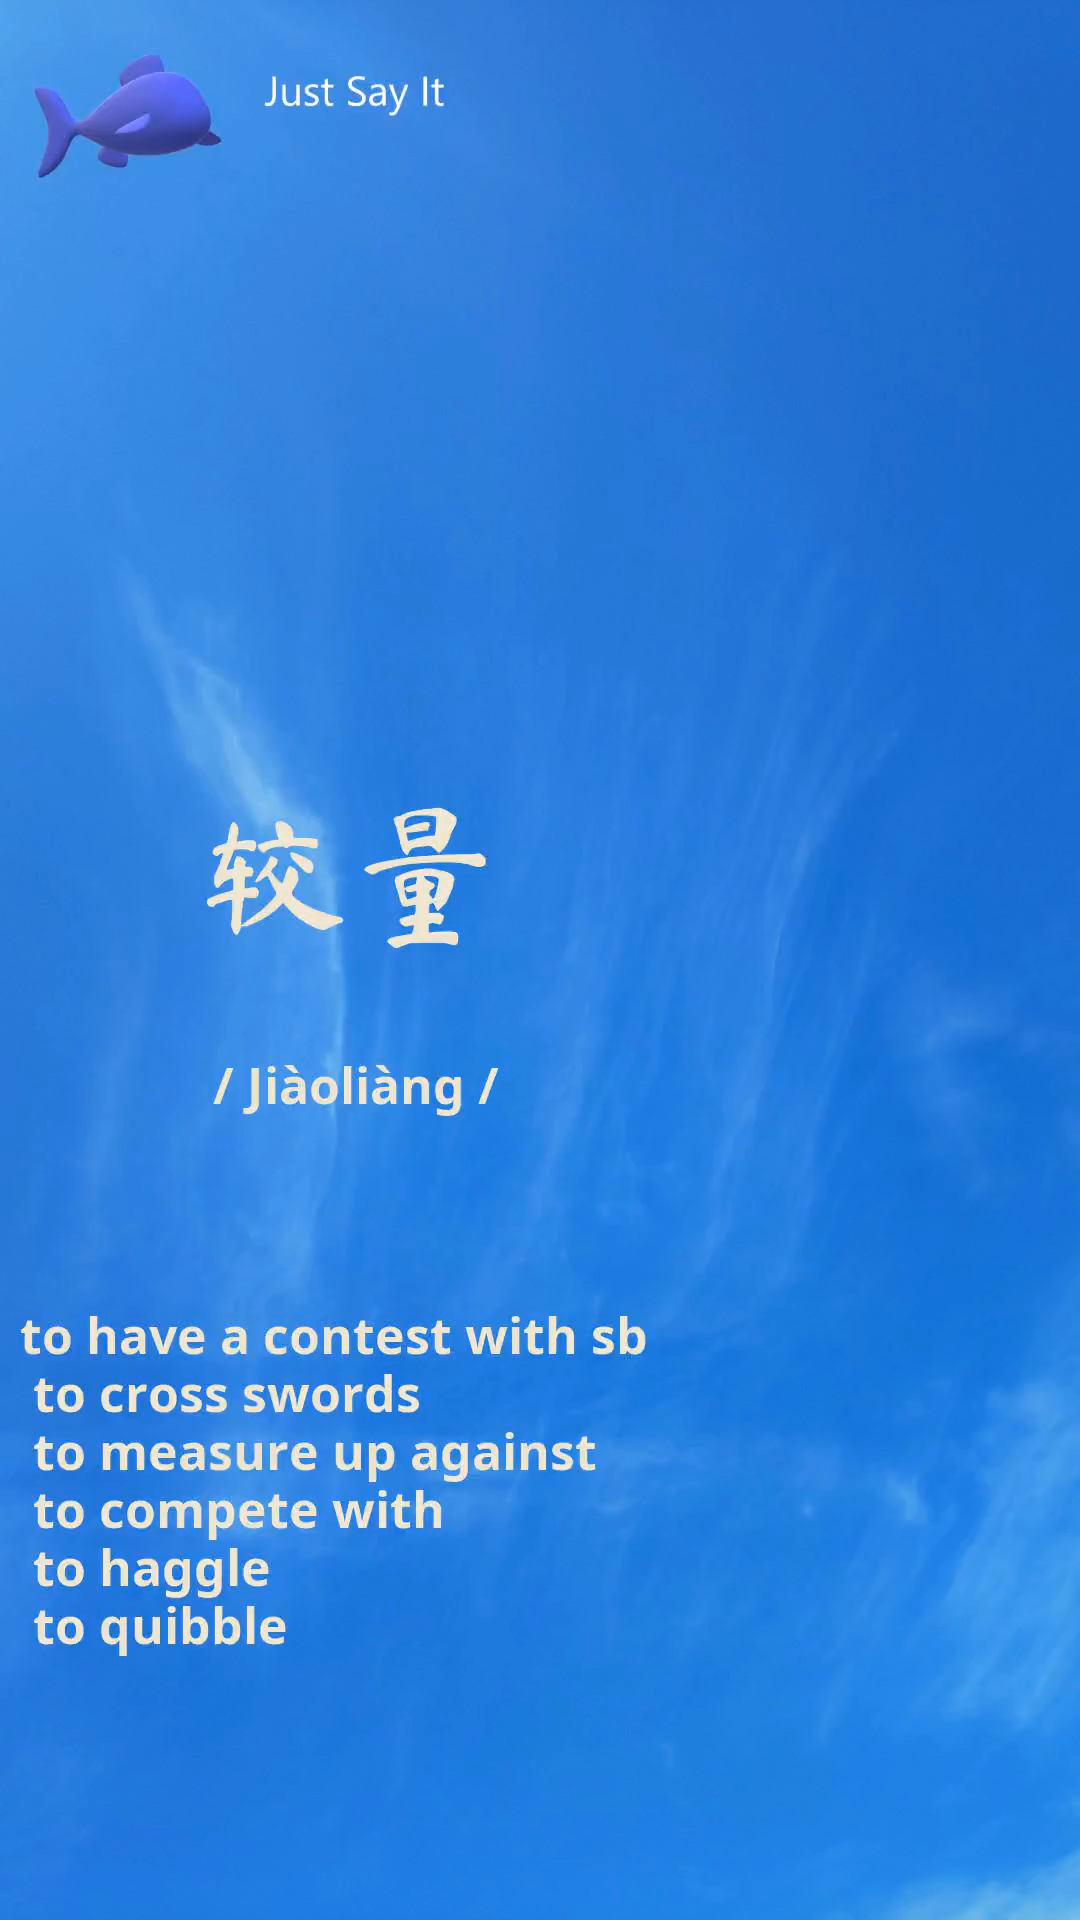 Just Say It
较量
/ Jiàoliàng /
to have a contest with sb
to cross swords
to measure up against
to compete with
to haggle
to quibble